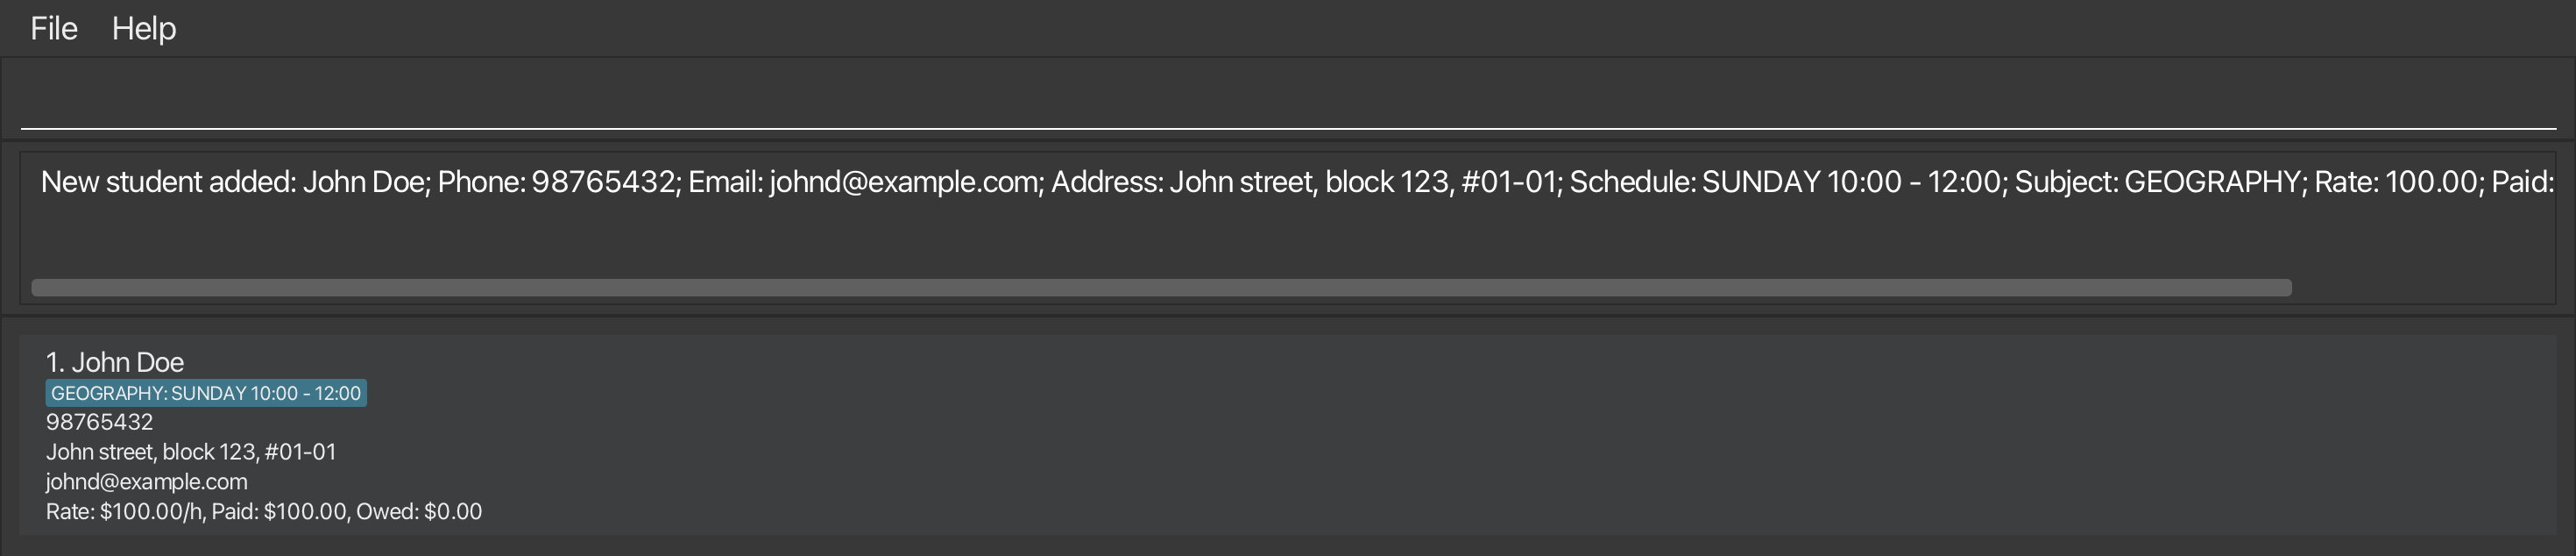 File Help
New student added: John Doe; Phone: 98765432; Email: johnd@example.com; Address: John street, block 123, #01-01; Schedule: SUNDAY 10:00 - 12:00; Subject: GEOGRAPHY; Rate: 100.00; Paid:
1. John Doe
GEOGRAPHY: SUNDAY 10:00 - 12:00
98765432
John street, block 123, #01-01
johnd@example.com
Rate: $100.00/h, Paid: $100.00, Owed: $0.00